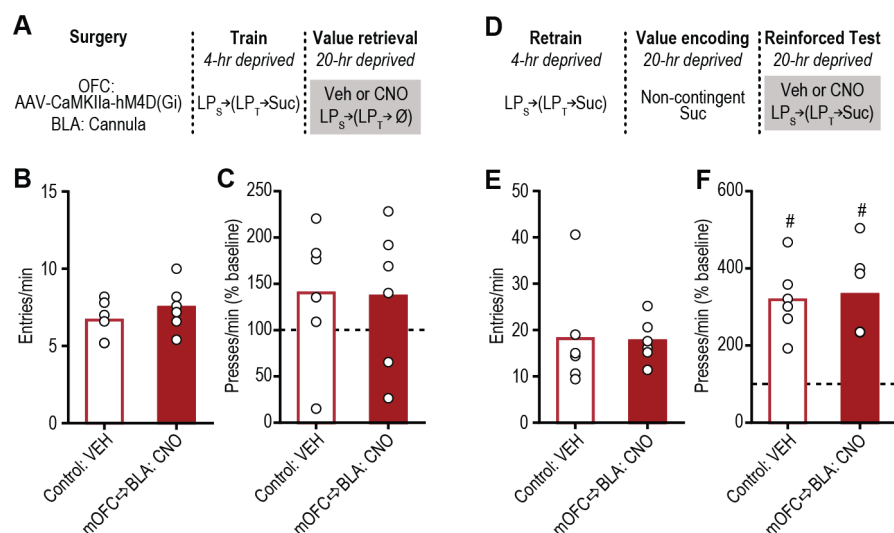 A
Surgery
Train
Value retrieval
4-hr deprived
20-hr deprived
OFC:
AAV-CaMKIIa-hM4D(Gi)
BLA: Cannula
LPS→(LPT→Suc)
Veh or CNO
LPS→(LPT→Ø)
D
Retrain
Value encoding
Reinforced Test
4-hr deprived
20-hr deprived
20-hr deprived
LPS→(LPT→Suc)
Non-contingent
Suc
Veh or CNO
LPS→(LPT→Suc)
B
Entries/min
15
10
5
0
Control: VEH
mOFC➩BLA: CNO
C
Presses/min (% baseline)
250
200
150
100
50
0
Control: VEH
mOFC➩BLA: CNO
E
Entries/min
50
40
30
20
10
0
Control: VEH
mOFC➩BLA: CNO
F
Presses/min (% baseline)
600
400
200
0
#
#
Control: VEH
mOFC➩BLA: CNO